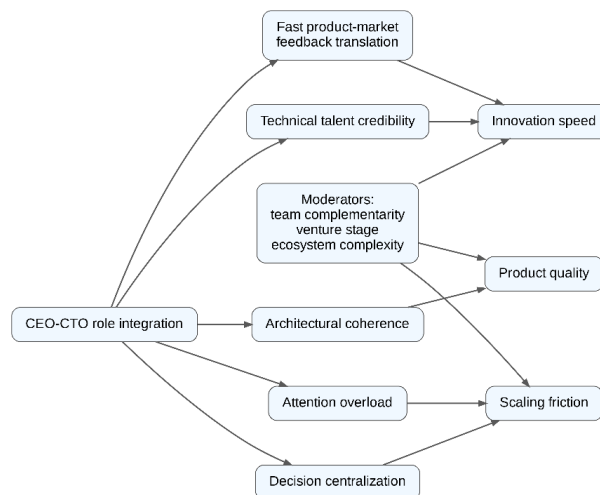 Fast product-market
feedback translation
Technical talent credibility
Innovation speed
Moderators:
team complementarity
venture stage
ecosystem complexity
Product quality
CEO-CTO role integration
Architectural coherence
Attention overload
Scaling friction
Decision centralization